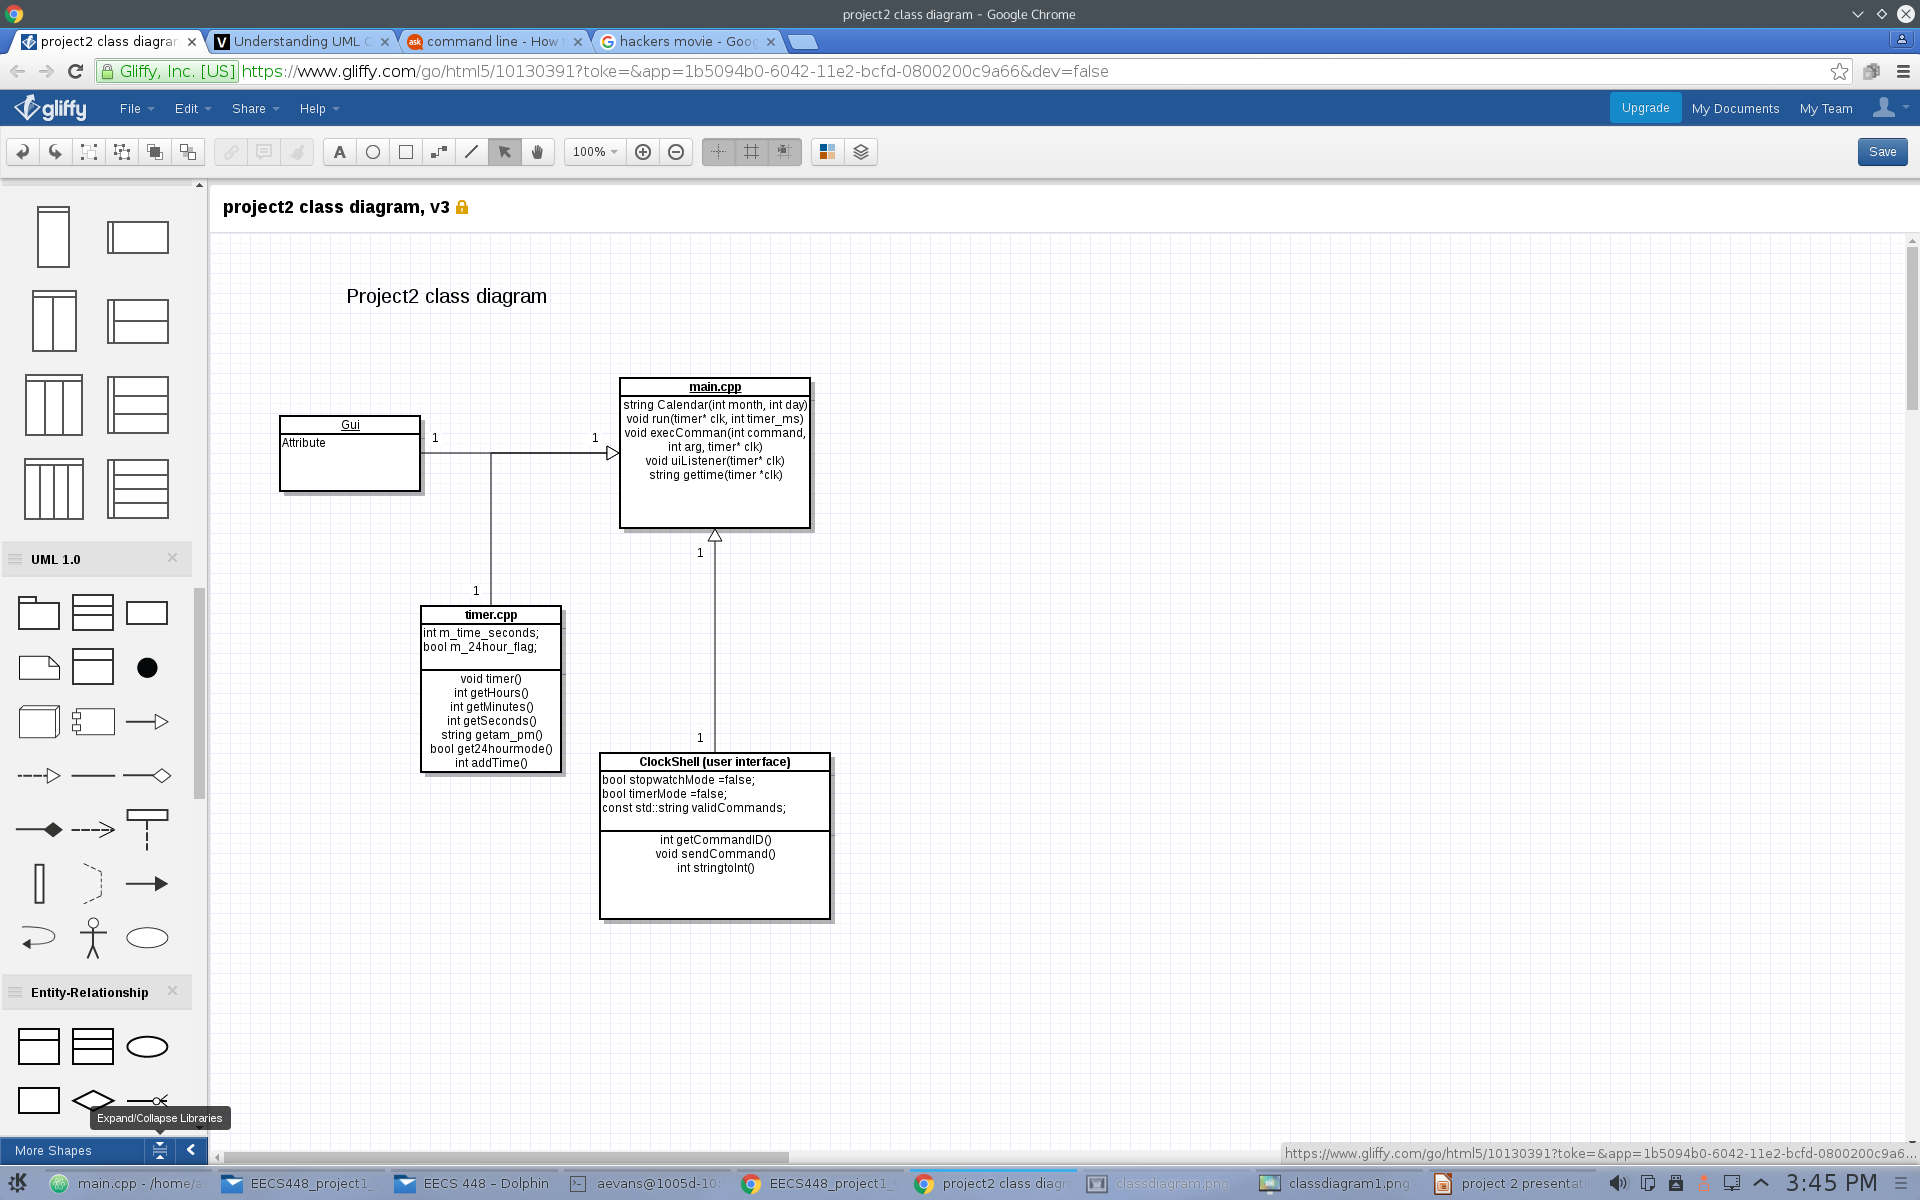 project2 class diagram - Google Chrome
project2 class diagrar
Understanding UML C
command line - How t
hackers movie - Goog
Gliffy, Inc. [US] https://www.gliffy.com/go/html5/10130391?toke=&app=1b5094b0-6042-11e2-bcfd-0800200c9a66&dev=false
gliffy File Edit Share Help Upgrade My Documents My Team
A 100% Save
project2 class diagram, v3
Project2 class diagram
main.cpp
string Calendar(int month, int day)
void run(timer* clk, int timer_ms)
void execComman(int command,
int arg, timer* clk)
void uiListener(timer* clk)
string gettime(timer *clk)
Gui
Attribute
1
1
1
1
timer.cpp
int m_time_seconds;
bool m_24hour_flag;
void timer()
int getHours()
int getMinutes()
int getSeconds()
string getam_pm()
bool get24hourmode()
int addTime()
1
ClockShell (user interface)
bool stopwatchMode =false;
bool timerMode =false;
const std::string validCommands;
int getCommandID()
void sendCommand()
int stringtoInt()
UML 1.0
Entity-Relationship
Expand/Collapse Libraries
More Shapes
https://www.gliffy.com/go/html5/10130391?toke=&app=1b5094b0-6042-11e2-bcfd-0800200c9a6...
main.cpp - /home/a
EECS448_project1_
EECS 448 – Dolphin
aevans@1005d-10
EECS448_project1_
project2 class diagr
classdiagram.png
classdiagram1.png
project 2 presentati
3:45 PM